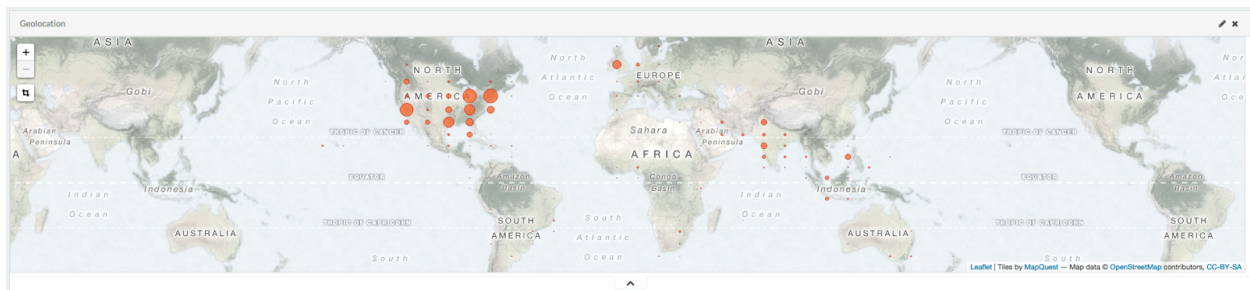 Geolocation
+
−
ASIA
Gobi
Arabian
Peninsula
A
Indian
Ocean
Indonesia
AUSTRALIA
North
Pacific
Ocean
TROPIC OF CANCER
EQUATOR
TROPIC OF CAPRICORN
South
NORTH
AMERICA
Amazon
Basin
SOUTH
AMERICA
North
Atlantic
Ocean
South
Atlantic
Ocean
EUROPE
Sahara
AFRICA
Congo
Basin
Arabian
Peninsula
ASIA
Gobi
Indian
Ocean
Indonesia
AUSTRALIA
North
Pacific
Ocean
TROPIC OF CANCER
EQUATOR
TROPIC OF CAPRICORN
South
NORTH
AMERICA
Amazon
Basin
SOUTH
AMERICA
Nor
Atla
Oce
Leaflet | Tiles by MapQuest — Map data © OpenStreetMap contributors, CC-BY-SA